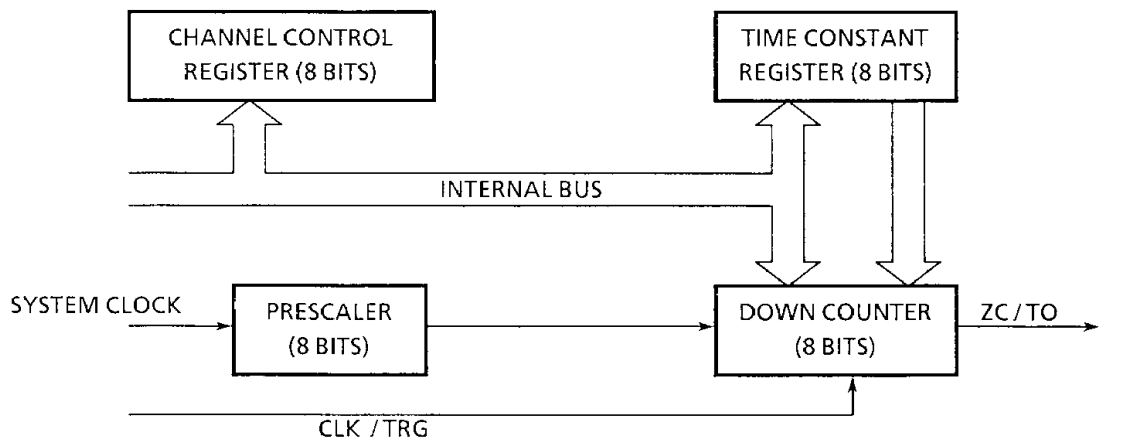 CHANNEL CONTROL
REGISTER (8 BITS)
TIME CONSTANT
REGISTER (8 BITS)
INTERNAL BUS
SYSTEM CLOCK
PRESCALER
(8 BITS)
DOWN COUNTER
(8 BITS)
ZC / TO
CLK / TRG